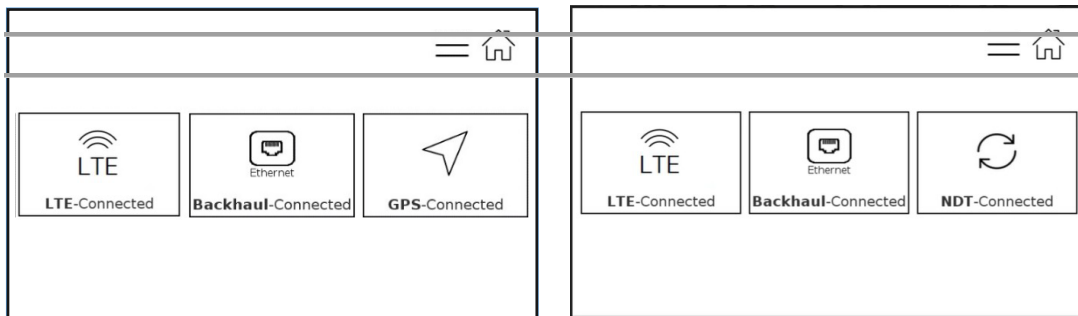 LTE
Ethernet
LTE-Connected
Backhaul-Connected
GPS-Connected
LTE
Ethernet
LTE-Connected
Backhaul-Connected
NDT-Connected